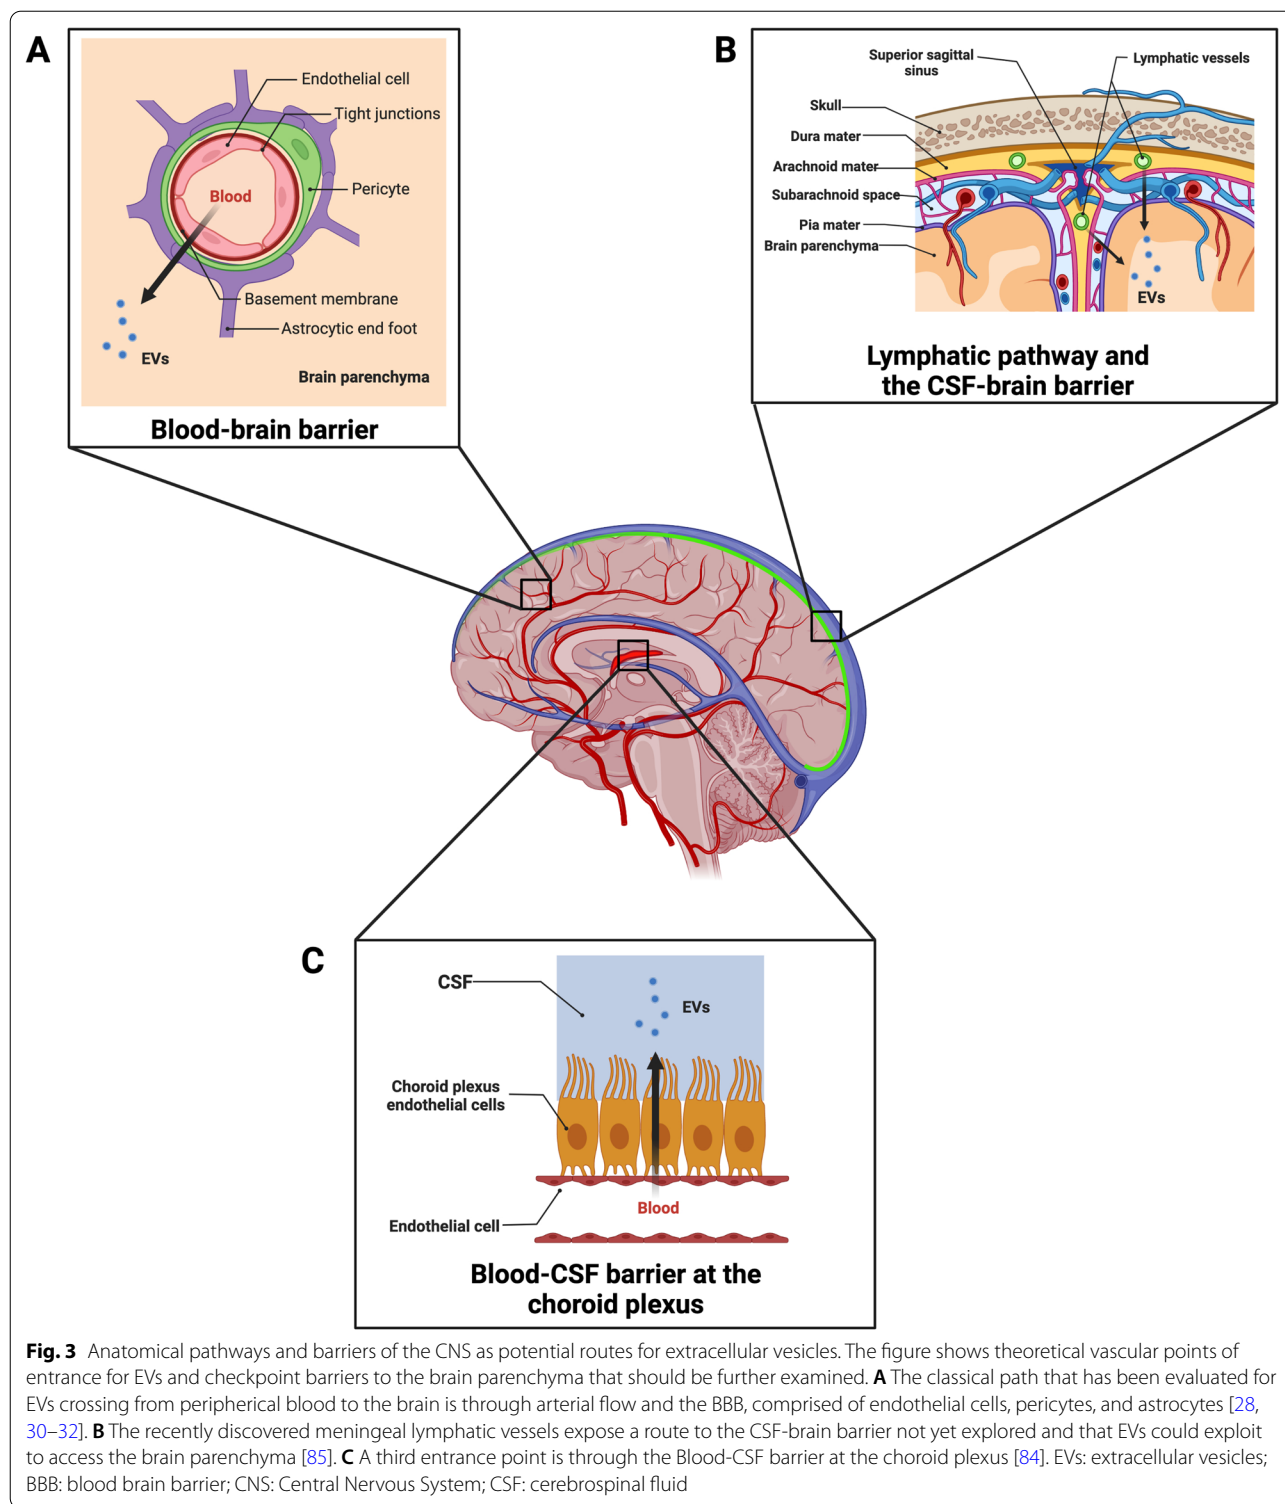 A
Endothelial cell
Tight junctions
Blood
Pericyte
Basement membrane
Astrocytic end foot
EVs
Brain parenchyma
Blood-brain barrier
B
Superior sagittal
sinus
Lymphatic vessels
Skull
Dura mater
Arachnoid mater
Subarachnoid space
Pia mater
Brain parenchyma
EVs
Lymphatic pathway and
the CSF-brain barrier
C
CSF
EVs
Choroid plexus
endothelial cells
Blood
Endothelial cell
Blood-CSF barrier at the
choroid plexus
Fig. 3 Anatomical pathways and barriers of the CNS as potential routes for extracellular vesicles. The figure shows theoretical vascular points of
entrance for EVs and checkpoint barriers to the brain parenchyma that should be further examined. A The classical path that has been evaluated for
EVs crossing from peripherical blood to the brain is through arterial flow and the BBB, comprised of endothelial cells, pericytes, and astrocytes [28,
30–32]. B The recently discovered meningeal lymphatic vessels expose a route to the CSF-brain barrier not yet explored and that EVs could exploit
to access the brain parenchyma [85]. C A third entrance point is through the Blood-CSF barrier at the choroid plexus [84]. EVs: extracellular vesicles;
BBB: blood brain barrier; CNS: Central Nervous System; CSF: cerebrospinal fluid